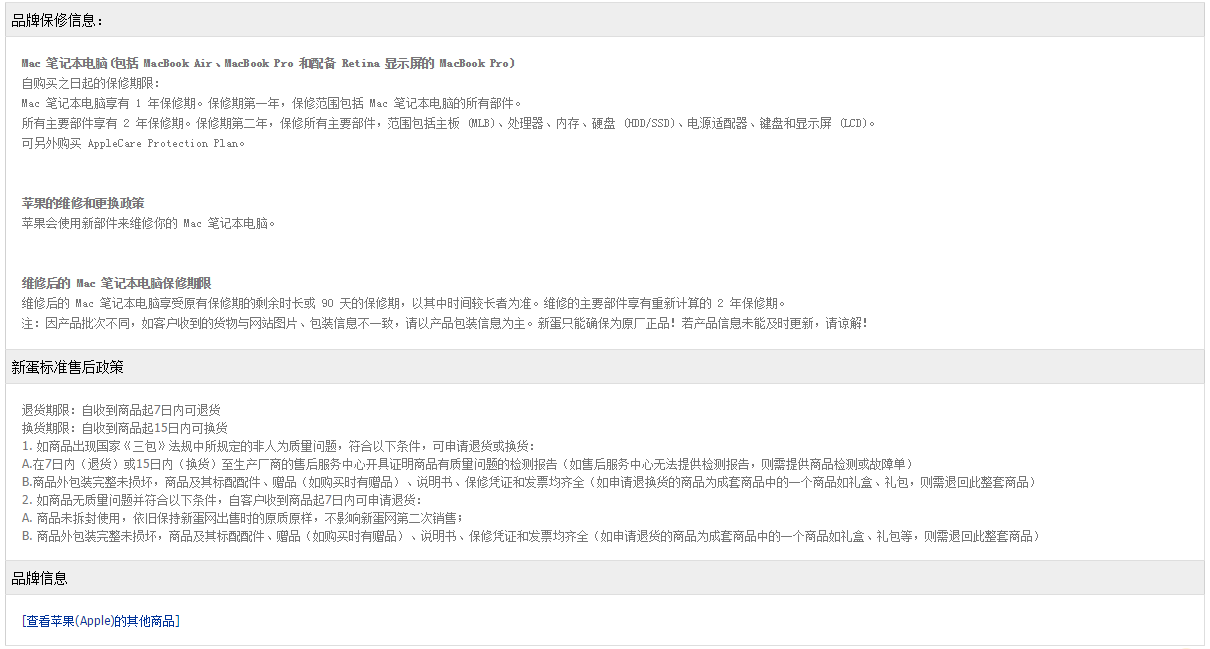 品牌保修信息：
Mac 笔记本电脑(包括 MacBook Air、MacBook Pro 和配备 Retina 显示屏的 MacBook Pro)
自购买之日起的保修期限：
Mac 笔记本电脑享有 1 年保修期。保修期第一年，保修范围包括 Mac 笔记本电脑的所有部件。
所有主要部件享有 2 年保修期。保修期第二年，保修所有主要部件，范围包括主板 (MLB)、处理器、内存、硬盘 (HDD/SSD)、电源适配器、键盘和显示屏 (LCD)。
可另外购买 AppleCare Protection Plan。
苹果的维修和更换政策
苹果会使用新部件来维修你的 Mac 笔记本电脑。
维修后的 Mac 笔记本电脑保修期限
维修后的 Mac 笔记本电脑享受原有保修期的剩余时长或 90 天的保修期，以其中时间较长者为准。维修的主要部件享有重新计算的 2 年保修期。
注：因产品批次不同，如客户收到的货物与网站图片、包装信息不一致，请以产品包装信息为主。新蛋只能确保为原厂正品！若产品信息未能及时更新，请谅解！
新蛋标准售后政策
退货期限：自收到商品起7日内可退货
换货期限：自收到商品起15日内可换货
1. 如商品出现国家《三包》法规中所规定的非人为质量问题，符合以下条件，可申请退货或换货：
A.在7日内（退货）或15日内（换货）至生产厂商的售后服务中心开具证明商品有质量问题的检测报告（如售后服务中心无法提供检测报告，则需提供商品检测或故障单）
B.商品外包装完整未损坏，商品及其标配配件、赠品（如购买时有赠品）、说明书、保修凭证和发票均齐全（如申请退换货的商品为成套商品中的一个商品如礼盒、礼包，则需退回此整套商品）
2. 如商品无质量问题并符合以下条件，自客户收到商品起7日内可申请退货：
A. 商品未拆封使用，依旧保持新蛋网出售时的原质原样，不影响新蛋网第二次销售；
B. 商品外包装完整未损坏，商品及其标配配件、赠品（如购买时有赠品）、说明书、保修凭证和发票均齐全（如申请退货的商品为成套商品中的一个商品如礼盒、礼包等，则需退回此整套商品）
品牌信息
[查看苹果(Apple)的其他商品]